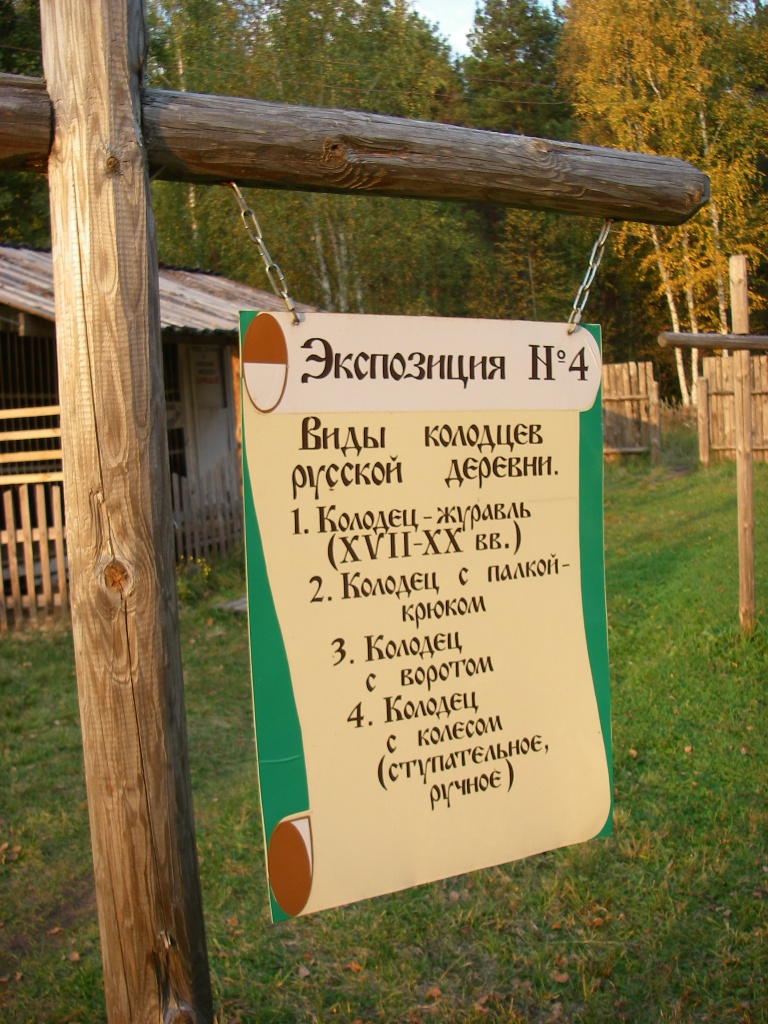 Экспозиция №4
Виды колодцев
русской деревни.
1. Колодец-журавль
(XVII-XX вв.)
2. Колодец с палкой-
крюком
3. Колодец
с воротом
4. Колодец
с колесом
(ступательное,
ручное)